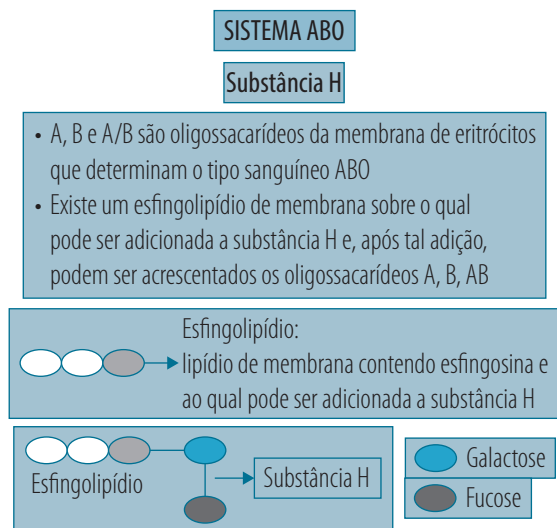 SISTEMA ABO
Substância H
• A, B e A/B são oligossacarídeos da membrana de eritrócitos
que determinam o tipo sanguíneo ABO
• Existe um esfingolipídio de membrana sobre o qual
pode ser adicionada a substância H e, após tal adição,
podem ser acrescentados os oligossacarídeos A, B, AB
Esfingolipídio:
lipídio de membrana contendo esfingosina e
ao qual pode ser adicionada a substância H
Esfingolipídio
Substância H
Galactose
Fucose